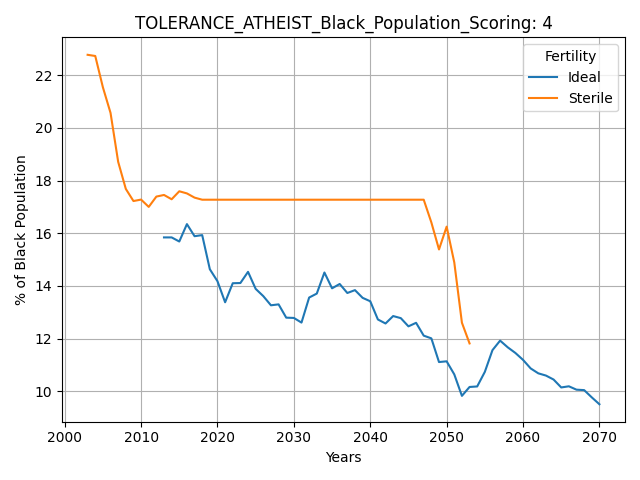 TOLERANCE_ATHEIST_Black_Population_Scoring: 4
Fertility
Ideal
Sterile
% of Black Population
22
20
18
16
14
12
10
2000 2010 2020 2030 2040 2050 2060 2070
Years